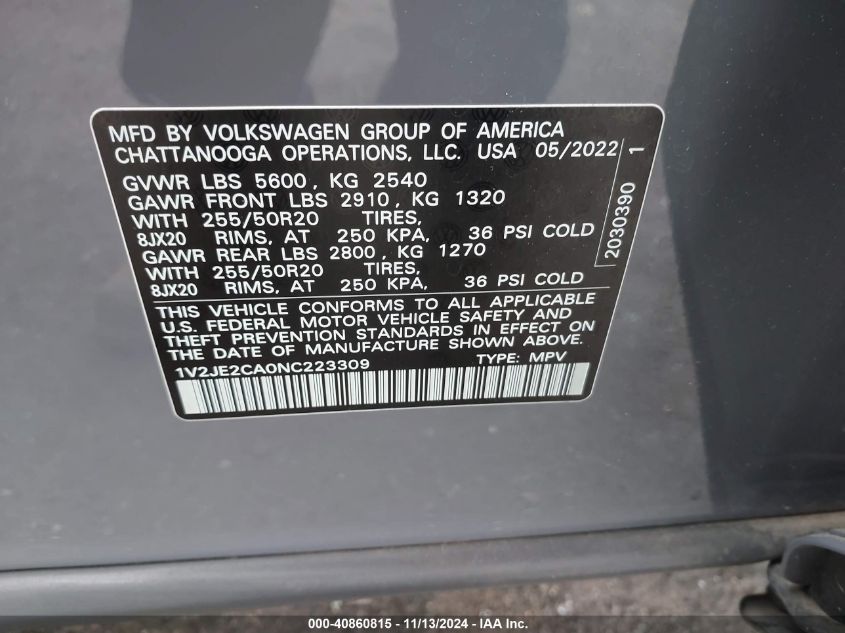 MFD BY VOLKSWAGEN GROUP OF AMERICA
CHATTANOOGA OPERATIONS, LLC. USA 05/2022
GVWR LBS 5600, KG 2540
GAWR FRONT LBS 2910, KG 1320
WITH 255/50R20 TIRES,
8JX20 RIMS, AT 250 KPA, 36 PSI COLD
GAWR REAR LBS 2800, KG 1270
WITH 255/50R20 TIRES,
8JX20 RIMS, AT 250 KPA, 36 PSI COLD
THIS VEHICLE CONFORMS TO ALL APPLICABLE
U.S. FEDERAL MOTOR VEHICLE SAFETY AND
THEFT PREVENTION STANDARDS IN EFFECT ON
THE DATE OF MANUFACTURE SHOWN ABOVE.
1V2JE2CA0NC223309 TYPE: MPV
2030390 1
000-40860815 - 11/13/2024 - IAA Inc.